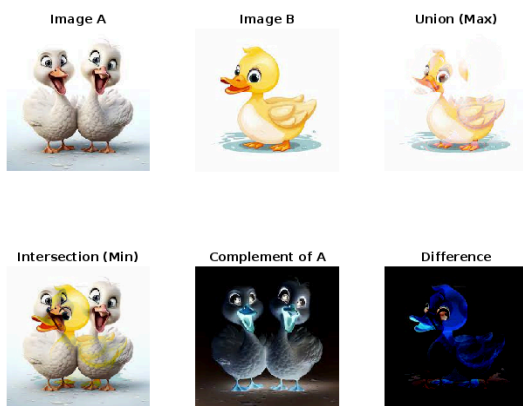 Image A
Image B
Union (Max)
Intersection (Min)
Complement of A
Difference